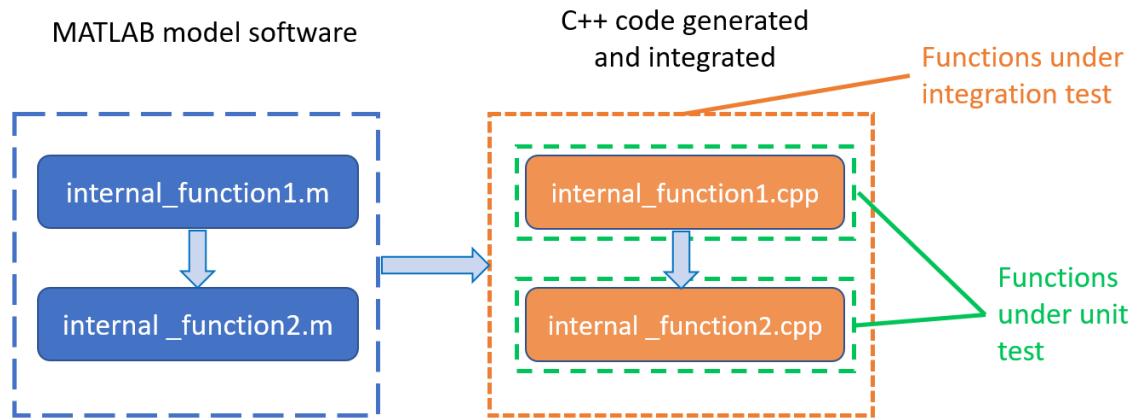 MATLAB model software
C++ code generated
and integrated
Functions under
integration test
internal_function1.m
internal_function1.cpp
internal _function2.m
internal _function2.cpp
Functions
under unit
test